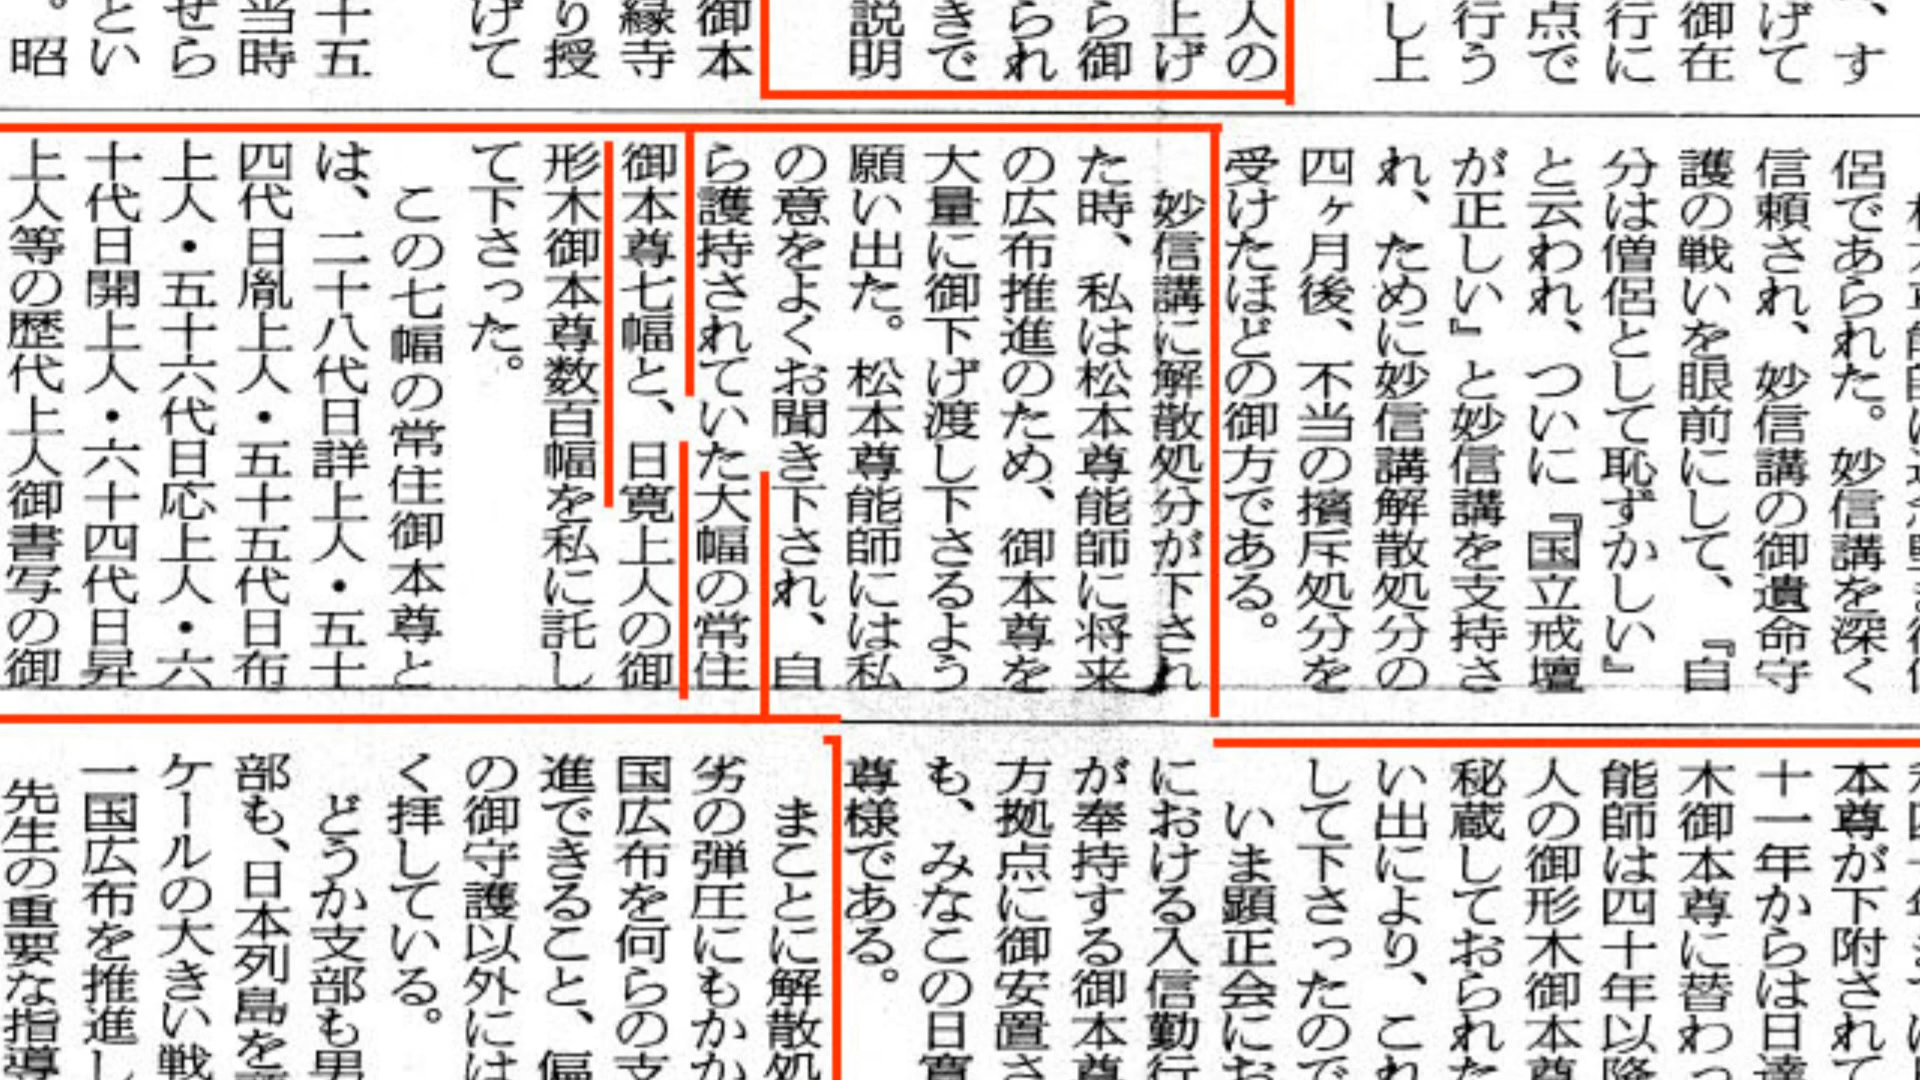 、す
げて
御在
行に
点で
行う
し上
人の
上げ
ら御
られ
きで
説明
御本
縁寺
り授
げて
十五
当時
せら
とい
。昭
侶であられた。妙信講を深く
信頼され、妙信講の御遺命守
護の戦いを眼前にして、『自
分は僧侶として恥ずかしい』
と云われ、ついに『国立戒壇
が正しい』と妙信講を支持さ
れ、ために妙信講解散処分の
四ヶ月後、不当の擯斥処分を
受けたほどの御方である。
妙信講に解散処分が下され
た時、私は松本尊能師に将来
の広布推進のため、御本尊を
大量に御下げ渡し下さるよう
願い出た。松本尊能師には私
の意をよくお聞き下され、自
ら護持されていた大幅の常住
御本尊七幅と、日寛上人の御
形木御本尊数百幅を私に託し
て下さった。
この七幅の常住御本尊と
は、二十八代日詳上人・五十
四代日胤上人・五十五代日布
上人・五十六代日応上人・六
十代日開上人・六十四代日昇
上人等の歴代上人御書写の御
本尊が下附されて
十一年からは日達
木御本尊に替わっ
能師は四十年以降
人の御形木御本尊
秘蔵しておられた
い出により、これ
して下さったので
いま顕正会にお
における入信勤行
が奉持する御本尊
方拠点に御安置さ
も、みなこの日寛
尊様である。
まことに解散処
劣の弾圧にもかか
国広布を何らの支
進できること、偏
の御守護以外には
く拝している。
どうか支部も男
部も、日本列島を
ケールの大きい戦
一国広布を推進し
先生の重要な指導